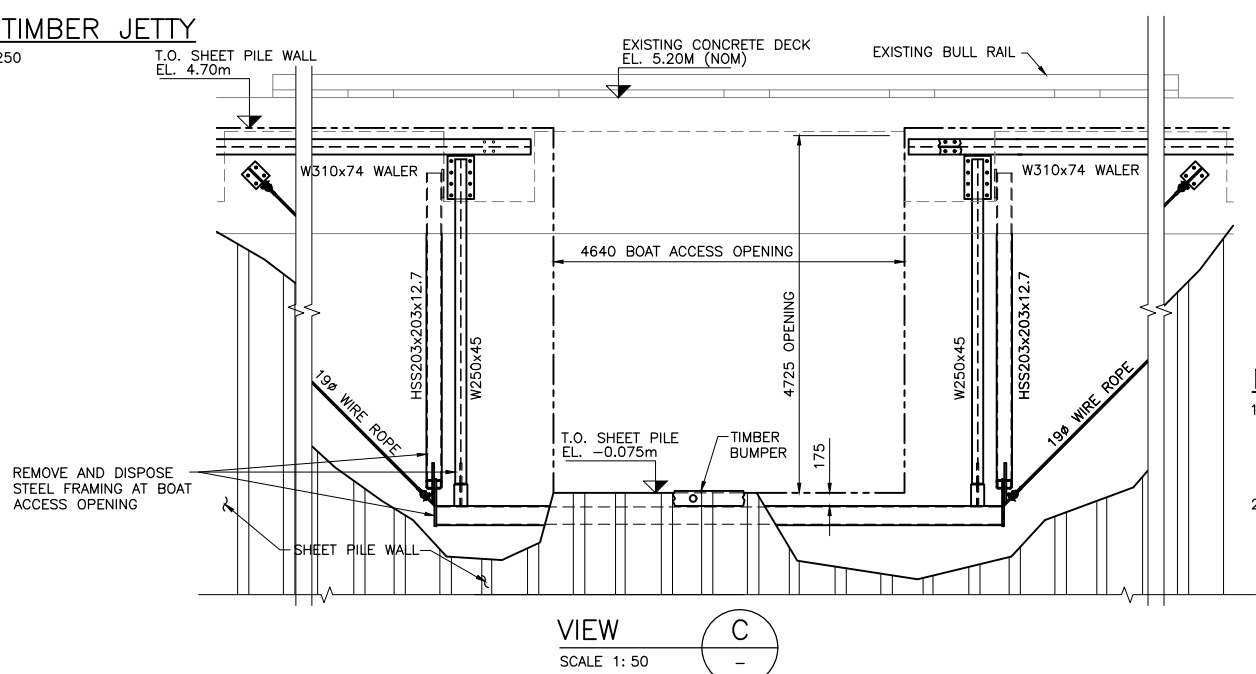 TIMBER JETTY
250
T.O. SHEET PILE WALL
EL. 4.70m
EXISTING CONCRETE DECK
EL. 5.20M (NOM)
EXISTING BULL RAIL
W310x74 WALER
W310x74 WALER
4640 BOAT ACCESS OPENING
HSS203x203x12.7
W250x45
4725 OPENING
W250x45
HSS203x203x12.7
19ø WIRE ROPE
19ø WIRE ROPE
T.O. SHEET PILE
EL. -0.075m
TIMBER
BUMPER
175
REMOVE AND DISPOSE
STEEL FRAMING AT BOAT
ACCESS OPENING
SHEET PILE WALL
1
2
VIEW
C
SCALE 1:50
-